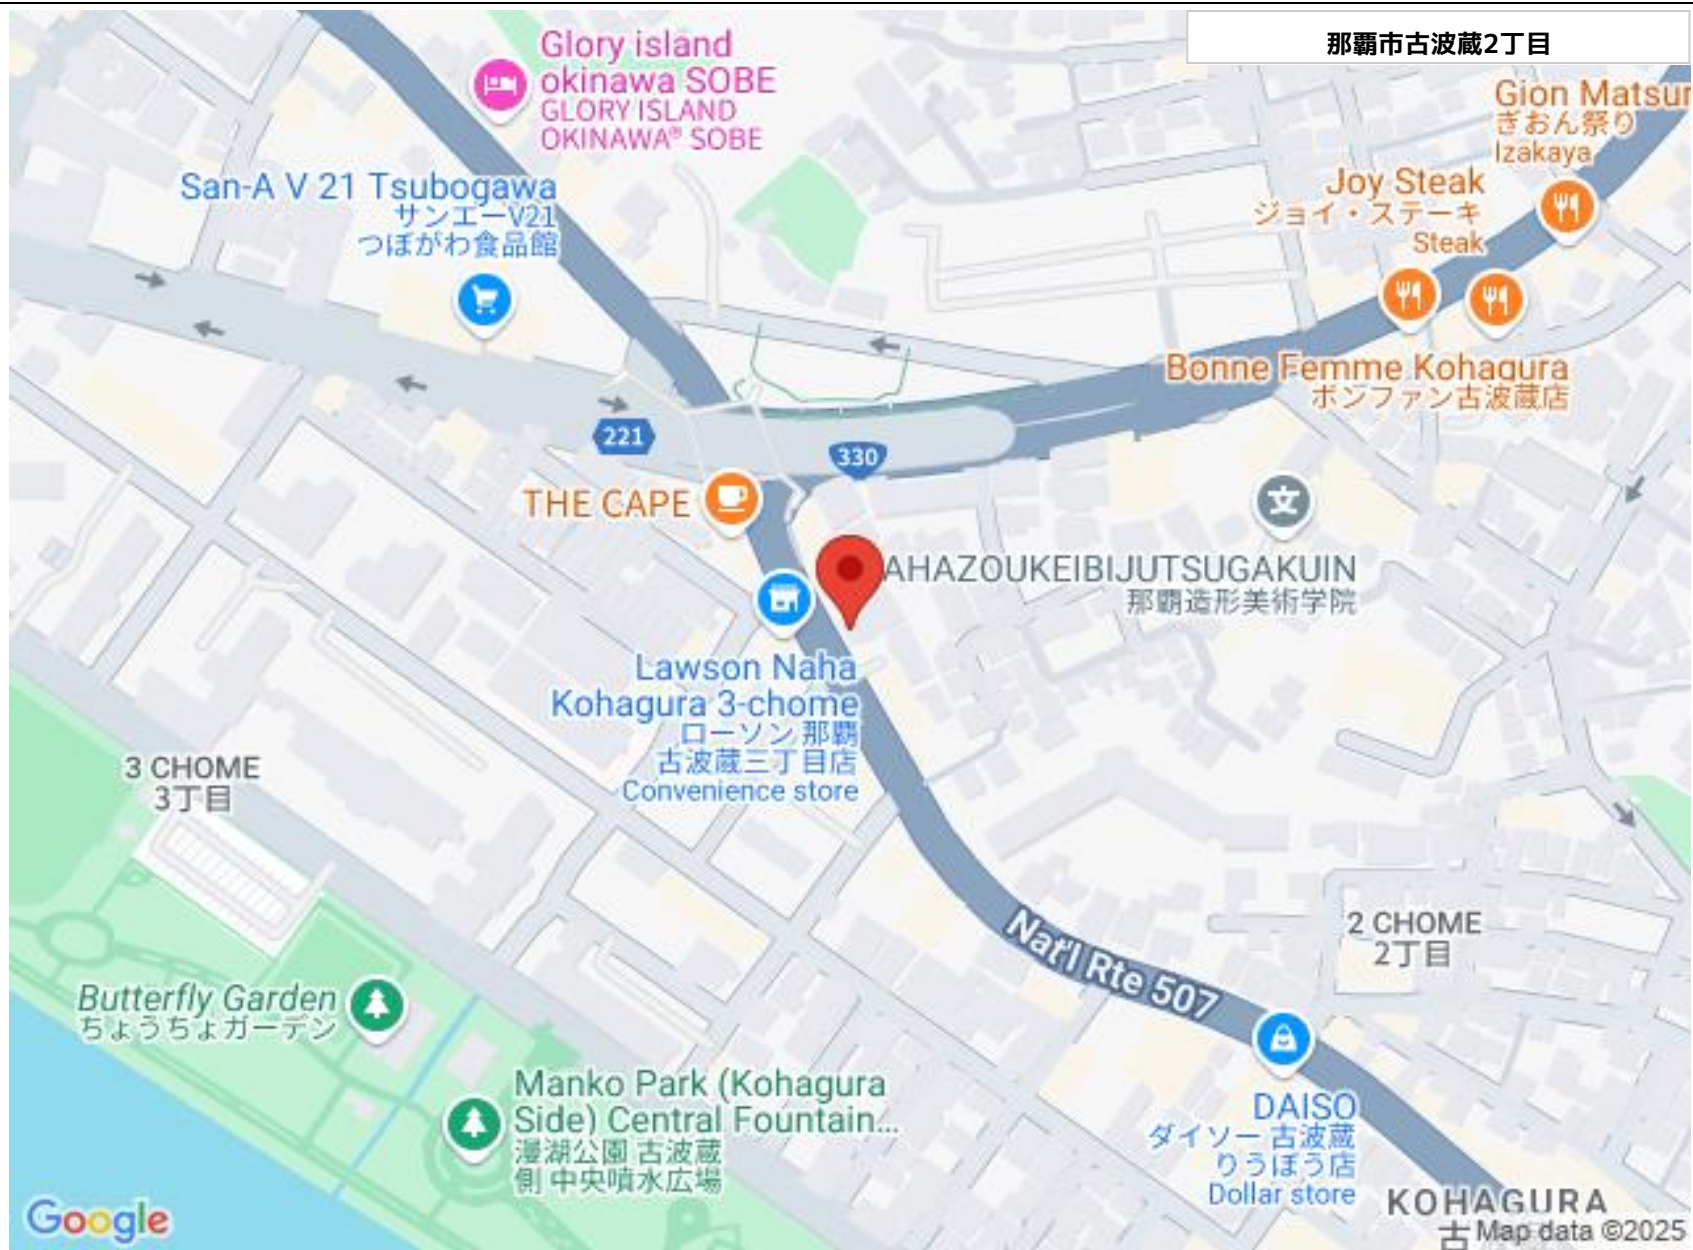 那覇市古波蔵2丁目
Glory island
okinawa SOBE
GLORY ISLAND
OKINAWA® SOBE
Gion Matsur
ぎおん祭り
Izakaya
San-A V 21 Tsubogawa
サンエーV21
つぼがわ食品館
Joy Steak
ジョイ・ステーキ
Steak
Bonne Femme Kohagura
ボンファン古波蔵店
221
330
THE CAPE
AHAZOUKEIBIJUTSUGAKUIN
那覇造形美術学院
Lawson Naha
Kohagura 3-chome
ローソン 那覇
古波蔵三丁目店
Convenience store
3 CHOME
3丁目
2 CHOME
2丁目
Nat'l Rte 507
Butterfly Garden
ちょうちょガーデン
Manko Park (Kohagura
Side) Central Fountain...
漫湖公園 古波蔵
側 中央噴水広場
DAISO
ダイソー 古波蔵
りうぼう店
Dollar store
KOHAGURA
古
Google
Map data ©2025